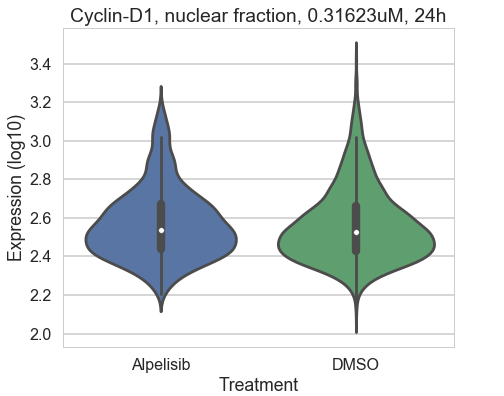 Cyclin-D1, nuclear fraction, 0.31623uM, 24h
Expression (log10)
3.4
3.2
3.0
2.8
2.6
2.4
2.2
2.0
Alpelisib DMSO
Treatment